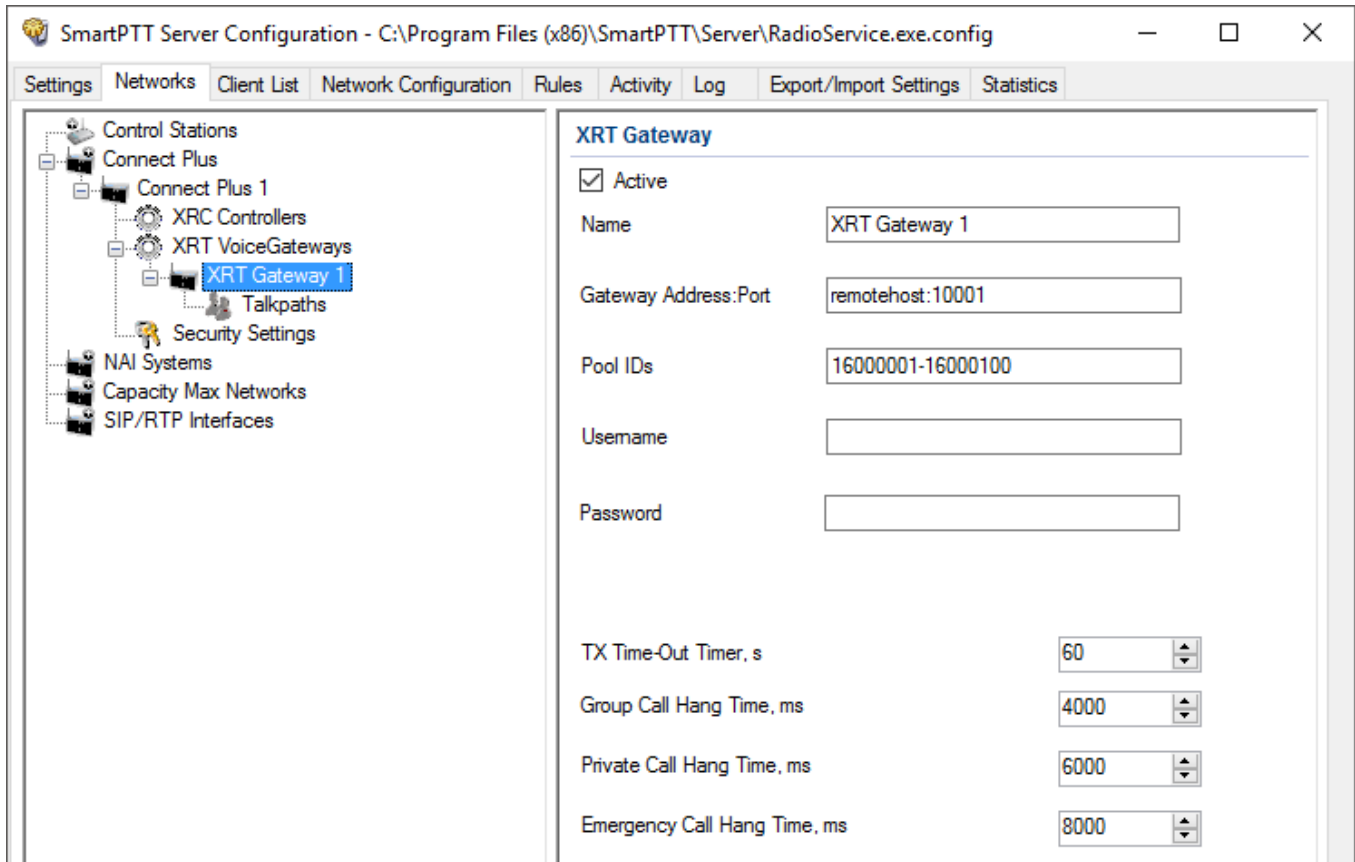 SmartPTT Server Configuration - C:\Program Files (x86)\SmartPTT\Server\RadioService.exe.config
Settings Networks Client List Network Configuration Rules Activity Log Export/Import Settings Statistics
Control Stations
Connect Plus
Connect Plus 1
XRC Controllers
XRT VoiceGateways
XRT Gateway 1
Talkpaths
Security Settings
NAI Systems
Capacity Max Networks
SIP/RTP Interfaces
XRT Gateway
Active
Name XRT Gateway 1
Gateway Address:Port remotehost:10001
Pool IDs 16000001-16000100
Username
Password
TX Time-Out Timer, s 60
Group Call Hang Time, ms 4000
Private Call Hang Time, ms 6000
Emergency Call Hang Time, ms 8000